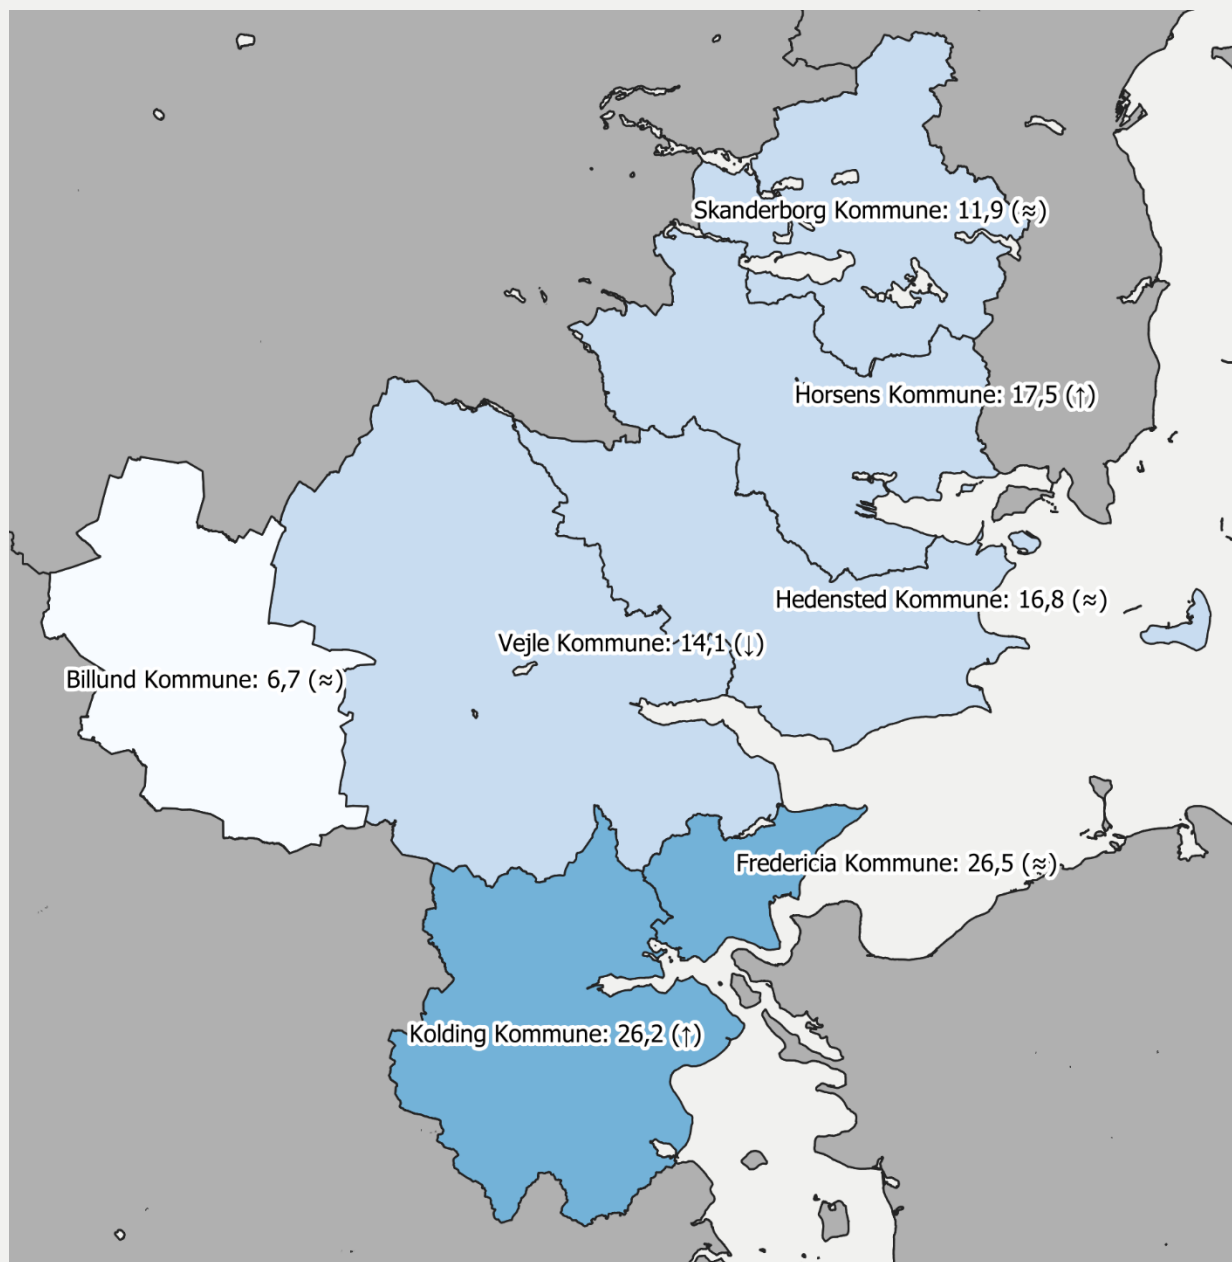 Skanderborg Kommune: 11,9 (≈)
Horsens Kommune: 17,5 (↑)
Hedensted Kommune: 16,8 (≈)
Vejle Kommune: 14,1 (↓)
Billund Kommune: 6,7 (≈)
Fredericia Kommune: 26,5 (≈)
Kolding Kommune: 26,2 (↑)